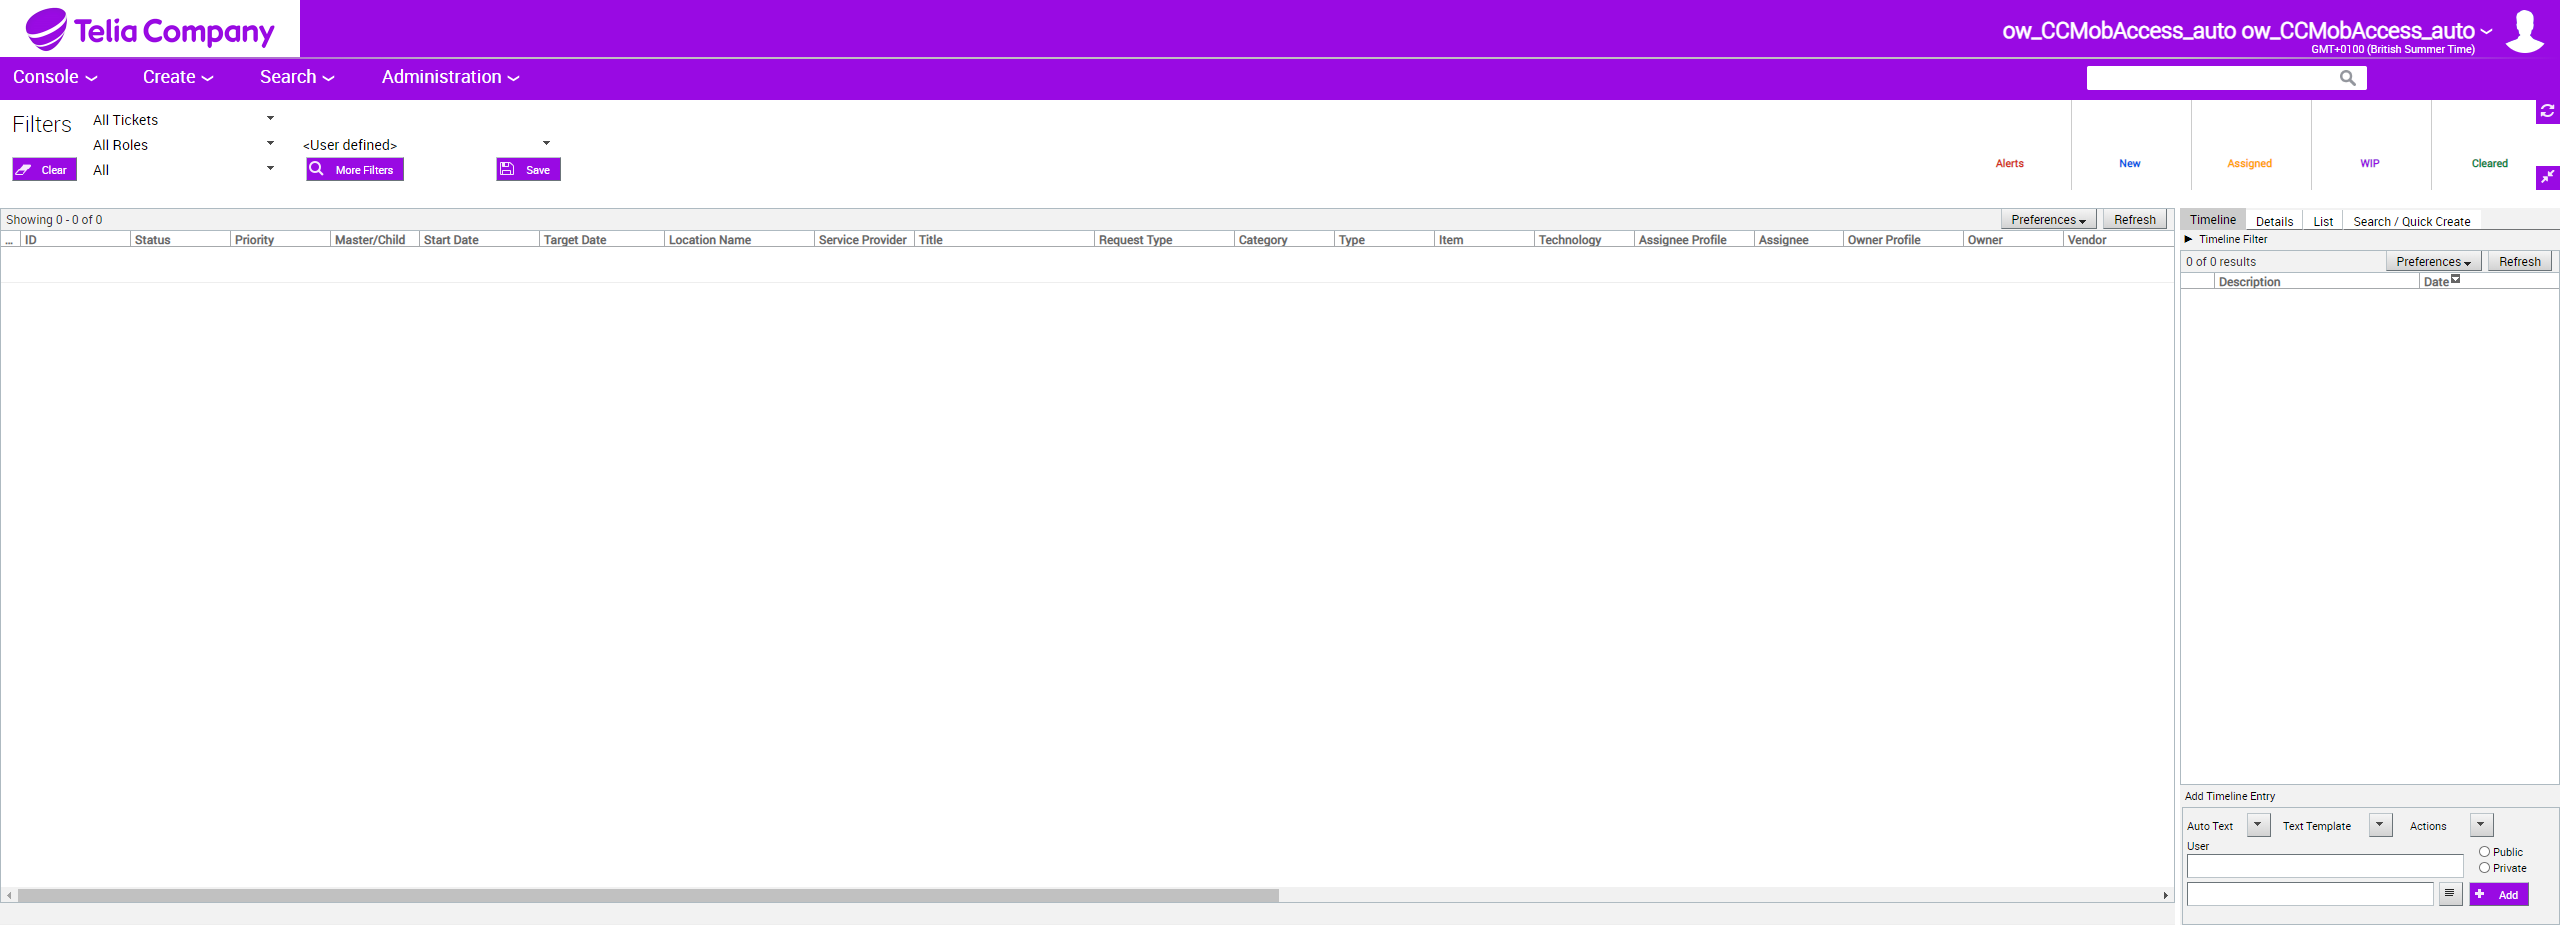 Telia Company
ow_CCMobAccess_auto ow_CCMobAccess_auto
GMT+0100 (British Summer Time)
Console Create Search Administration
Filters All Tickets
All Roles <User defined>
Clear All More Filters Save
Alerts New Assigned WIP Cleared
Showing 0 - 0 of 0 Preferences Refresh
... ID Status Priority Master/Child Start Date Target Date Location Name Service Provider Title Request Type Category Type Item Technology Assignee Profile Assignee Owner Profile Owner Vendor
Timeline Details List Search / Quick Create
Timeline Filter
0 of 0 results Preferences Refresh
Description Date
Add Timeline Entry
Auto Text Text Template Actions
User
Public
Private
Add